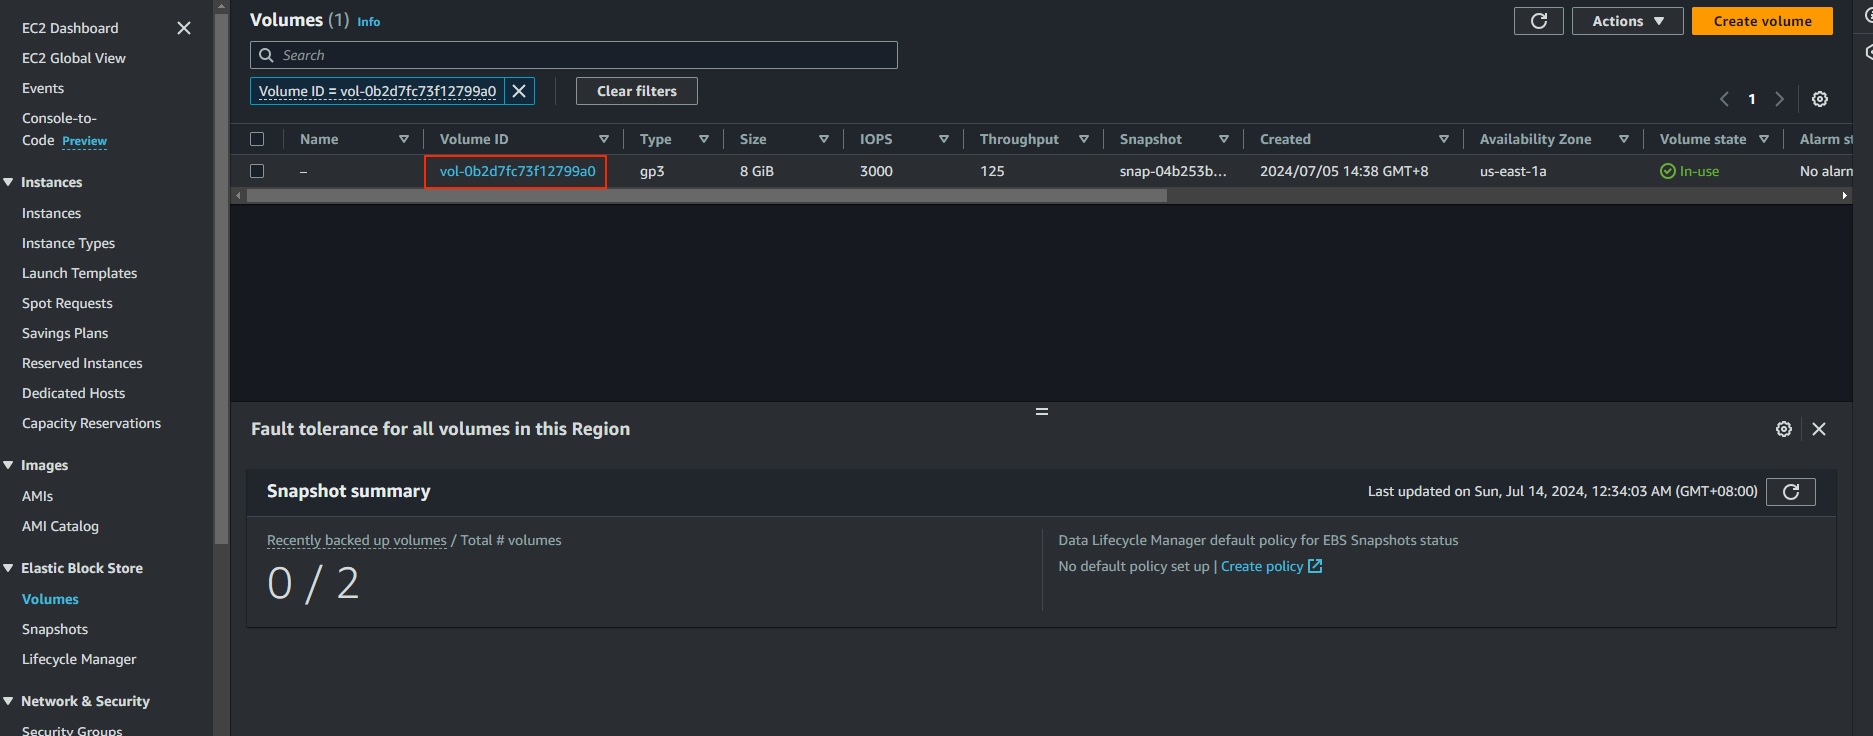 EC2 Dashboard
EC2 Global View
Events
Console-to-
Code Preview
Instances
Instances
Instance Types
Launch Templates
Spot Requests
Savings Plans
Reserved Instances
Dedicated Hosts
Capacity Reservations
Images
AMIs
AMI Catalog
Elastic Block Store
Volumes
Snapshots
Lifecycle Manager
Network & Security
Security Groups
Volumes (1) Info
Actions
Create volume
Search
Volume ID = vol-0b2d7fc73f12799a0
Clear filters
1
Name Volume ID Type Size IOPS Throughput Snapshot Created Availability Zone Volume state Alarm st
– vol-0b2d7fc73f12799a0 gp3 8 GiB 3000 125 snap-04b253b... 2024/07/05 14:38 GMT+8 us-east-1a In-use No alarm
Fault tolerance for all volumes in this Region
Snapshot summary
Last updated on Sun, Jul 14, 2024, 12:34:03 AM (GMT+08:00)
Recently backed up volumes / Total # volumes
0 / 2
Data Lifecycle Manager default policy for EBS Snapshots status
No default policy set up | Create policy